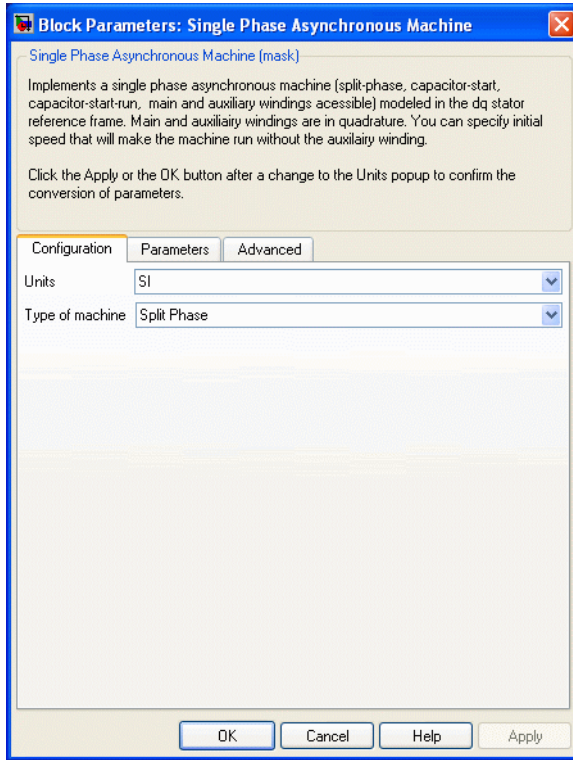 Block Parameters: Single Phase Asynchronous Machine
Single Phase Asynchronous Machine (mask)
Implements a single phase asynchronous machine (split-phase, capacitor-start,
capacitor-start-run, main and auxiliary windings acessible) modeled in the dq stator
reference frame. Main and auxiliairy windings are in quadrature. You can specify initial
speed that will make the machine run without the auxilairy winding.
Click the Apply or the OK button after a change to the Units popup to confirm the
conversion of parameters.
Configuration Parameters Advanced
Units SI
Type of machine Split Phase
OK Cancel Help Apply